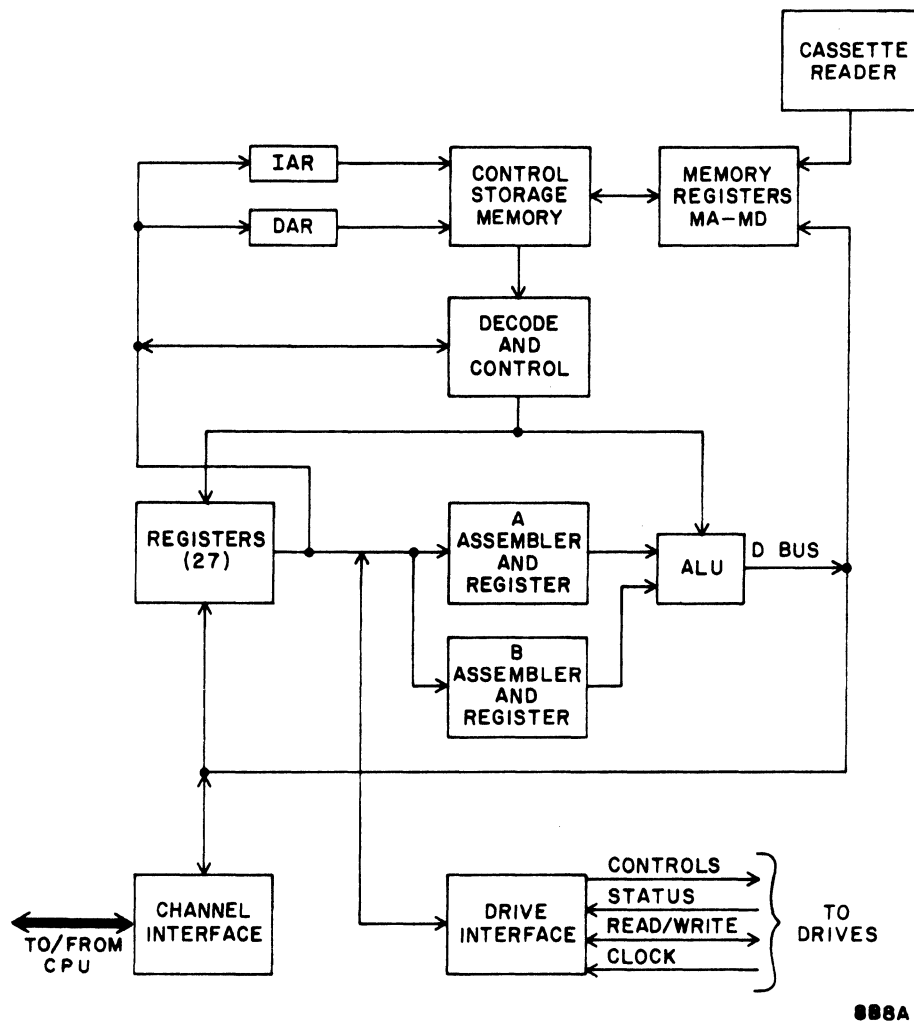 CASSETTE
READER
IAR
CONTROL
STORAGE
MEMORY
MEMORY
REGISTERS
MA-MD
DAR
DECODE
AND
CONTROL
REGISTERS
(27)
A
ASSEMBLER
AND
REGISTER
ALU
D BUS
B
ASSEMBLER
AND
REGISTER
CHANNEL
INTERFACE
TO/FROM
CPU
DRIVE
INTERFACE
CONTROLS
STATUS
READ/WRITE
CLOCK
TO
DRIVES
8B8A